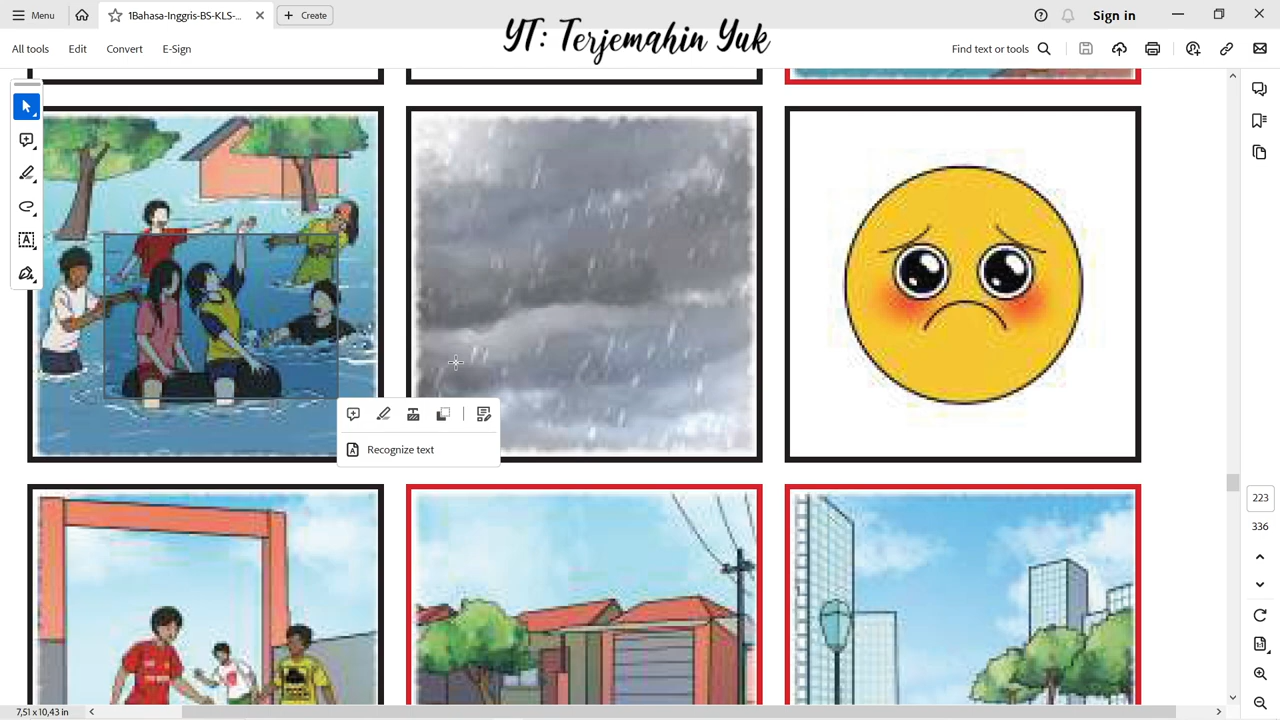 Menu
1Bahasa-Inggris-BS-KLS-...
Create
YT: Terjemahin Yuk
Sign in
All tools
Edit
Convert
E-Sign
Find text or tools
Recognize text
223
336
7,51 x 10,43 in